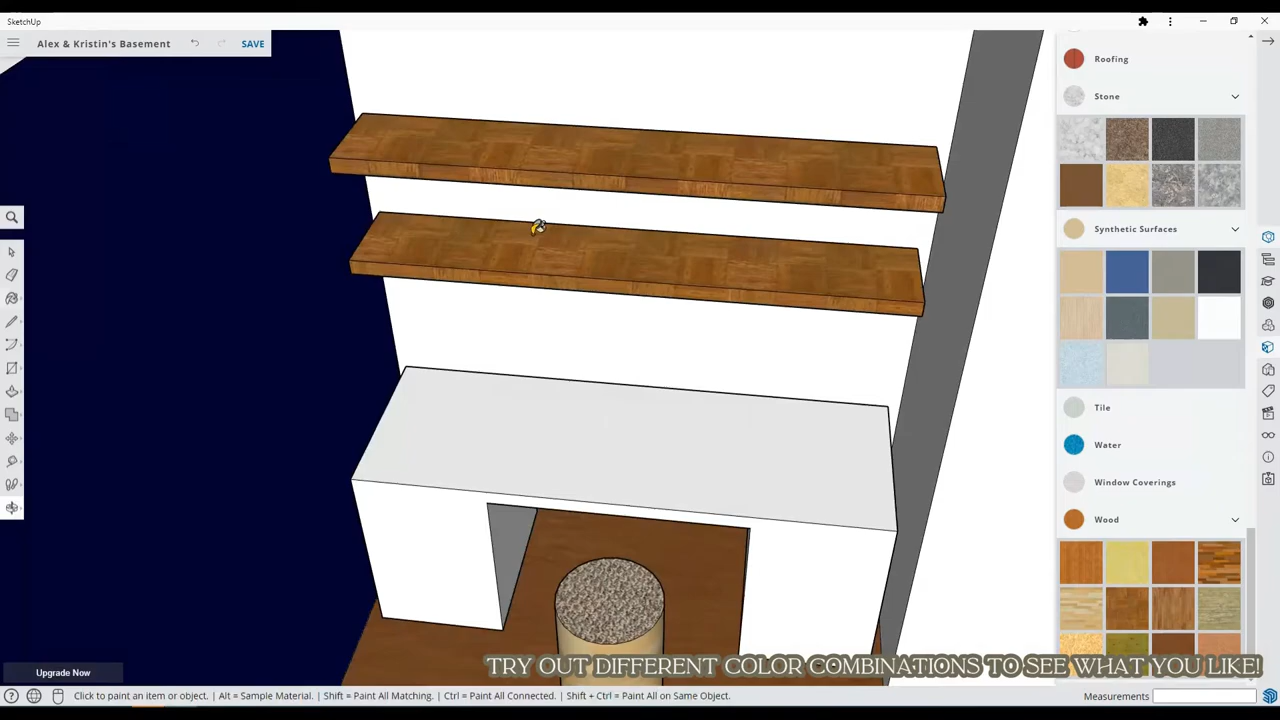 SketchUp
Alex & Kristin's Basement
SAVE
Roofing
Stone
Synthetic Surfaces
Tile
Water
Window Coverings
Wood
Upgrade Now
TRY OUT DIFFERENT COLOR COMBINATIONS TO SEE WHAT YOU LIKE!
Click to paint an item or object. | Alt = Sample Material. | Shift = Paint All Matching. | Ctrl = Paint All Connected. | Shift + Ctrl = Paint All on Same Object.
Measurements